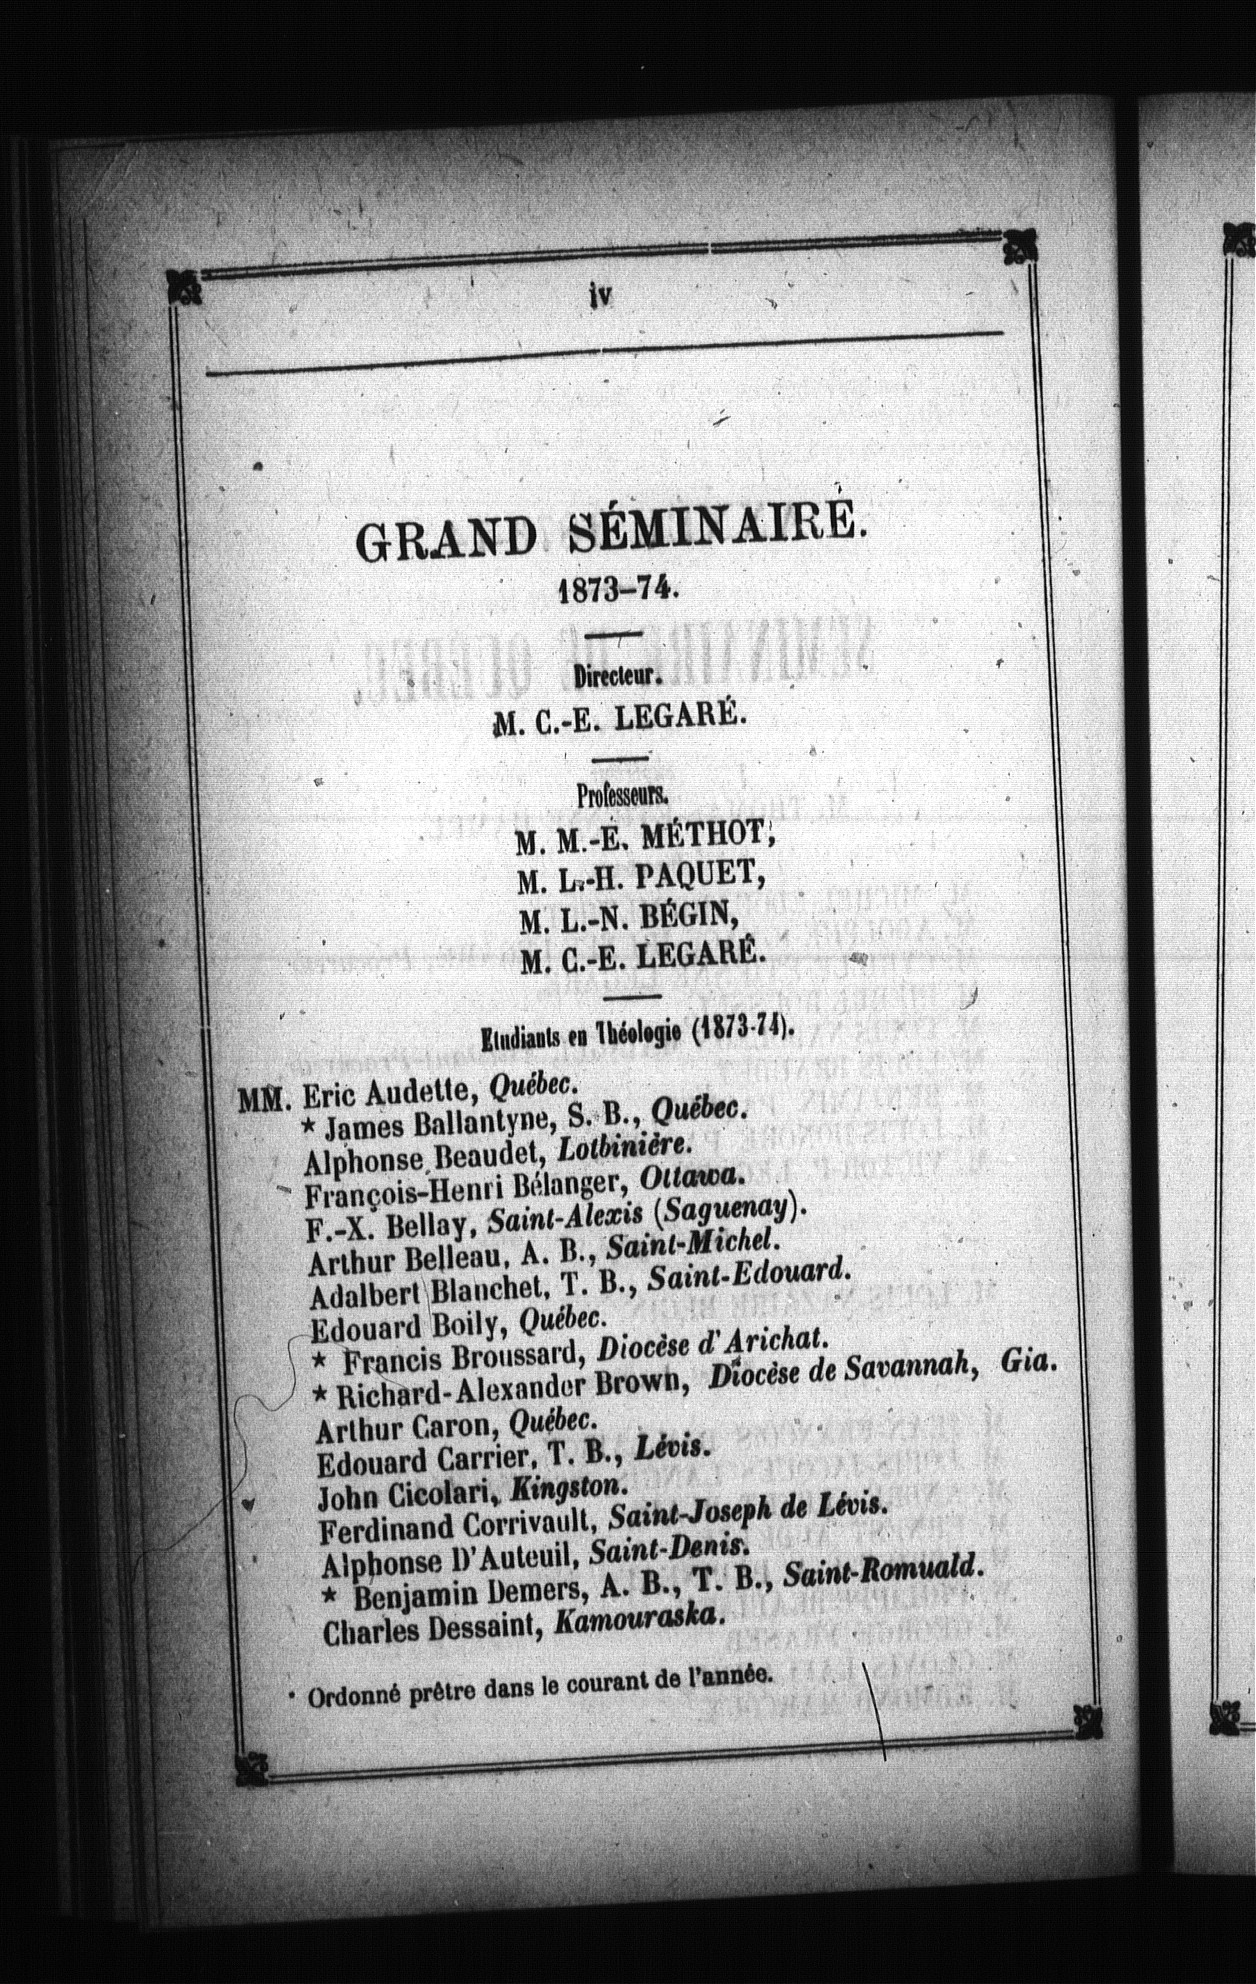 iv
GRAND SÉMINAIRE.
1873–74.
Directeur.
M. C.-E. LEGARÉ.
Professeurs.
M. M.-E. MÉTHOT,
M. L.-H. PAQUET,
M. L.-N. BÉGIN,
M. C.-E. LEGARÉ.
Etudiants en Théologie (1873-74).
MM. Eric Audette, Québec.
* James Ballantyne, S. B., Québec.
Alphonse Beaudet, Lotbinière.
François-Henri Bélanger, Ottawa.
F.-X. Bellay, Saint-Alexis (Saguenay).
Arthur Belleau, A. B., Saint-Michel.
Adalbert Blanchet, T. B., Saint-Edouard.
Edouard Boily, Québec.
* Francis Broussard, Diocèse d'Arichat.
* Richard-Alexander Brown, Diocèse de Savannah, Gia.
Arthur Caron, Québec.
Edouard Carrier, T. B., Lévis.
John Cicolari, Kingston.
Ferdinand Corrivault, Saint-Joseph de Lévis.
Alphonse D'Auteuil, Saint-Denis.
* Benjamin Demers, A. B., T. B., Saint-Romuald.
Charles Dessaint, Kamouraska.
* Ordonné prêtre dans le courant de l'année.